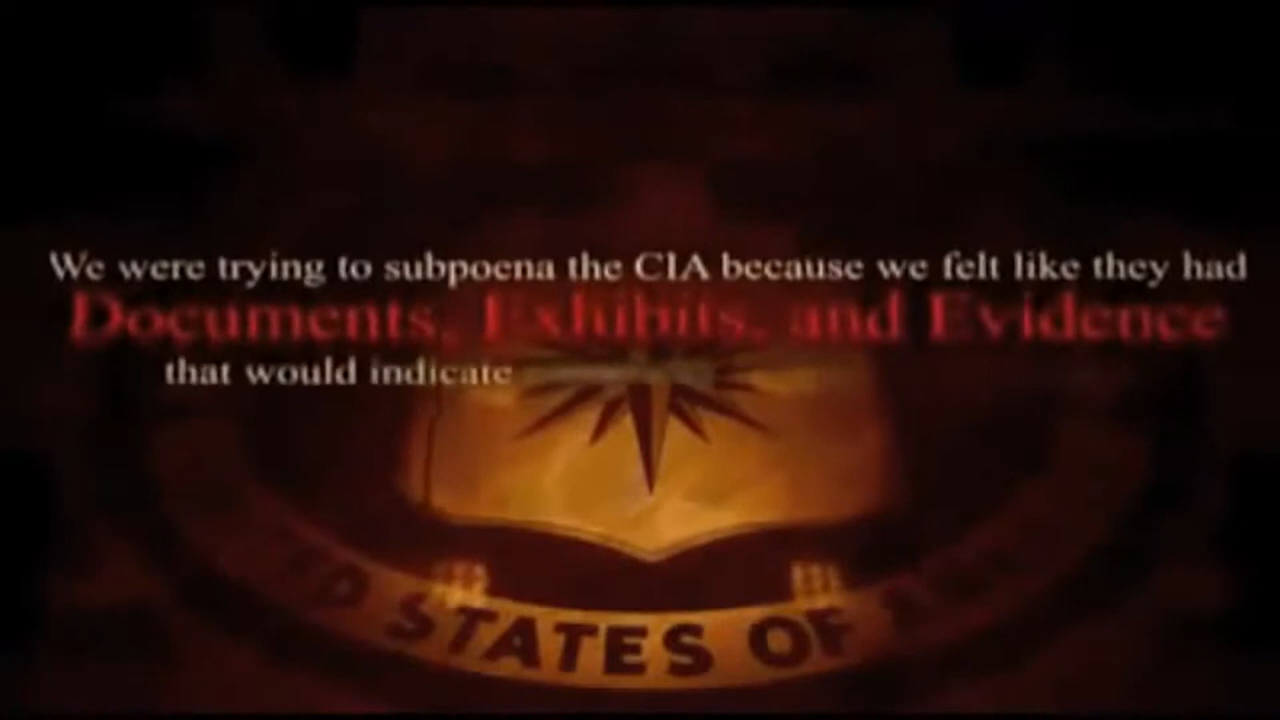 We were trying to subpoena the CIA because we felt like they had
Documents, Exhibits, and Evidence
that would indicate
STATES OF